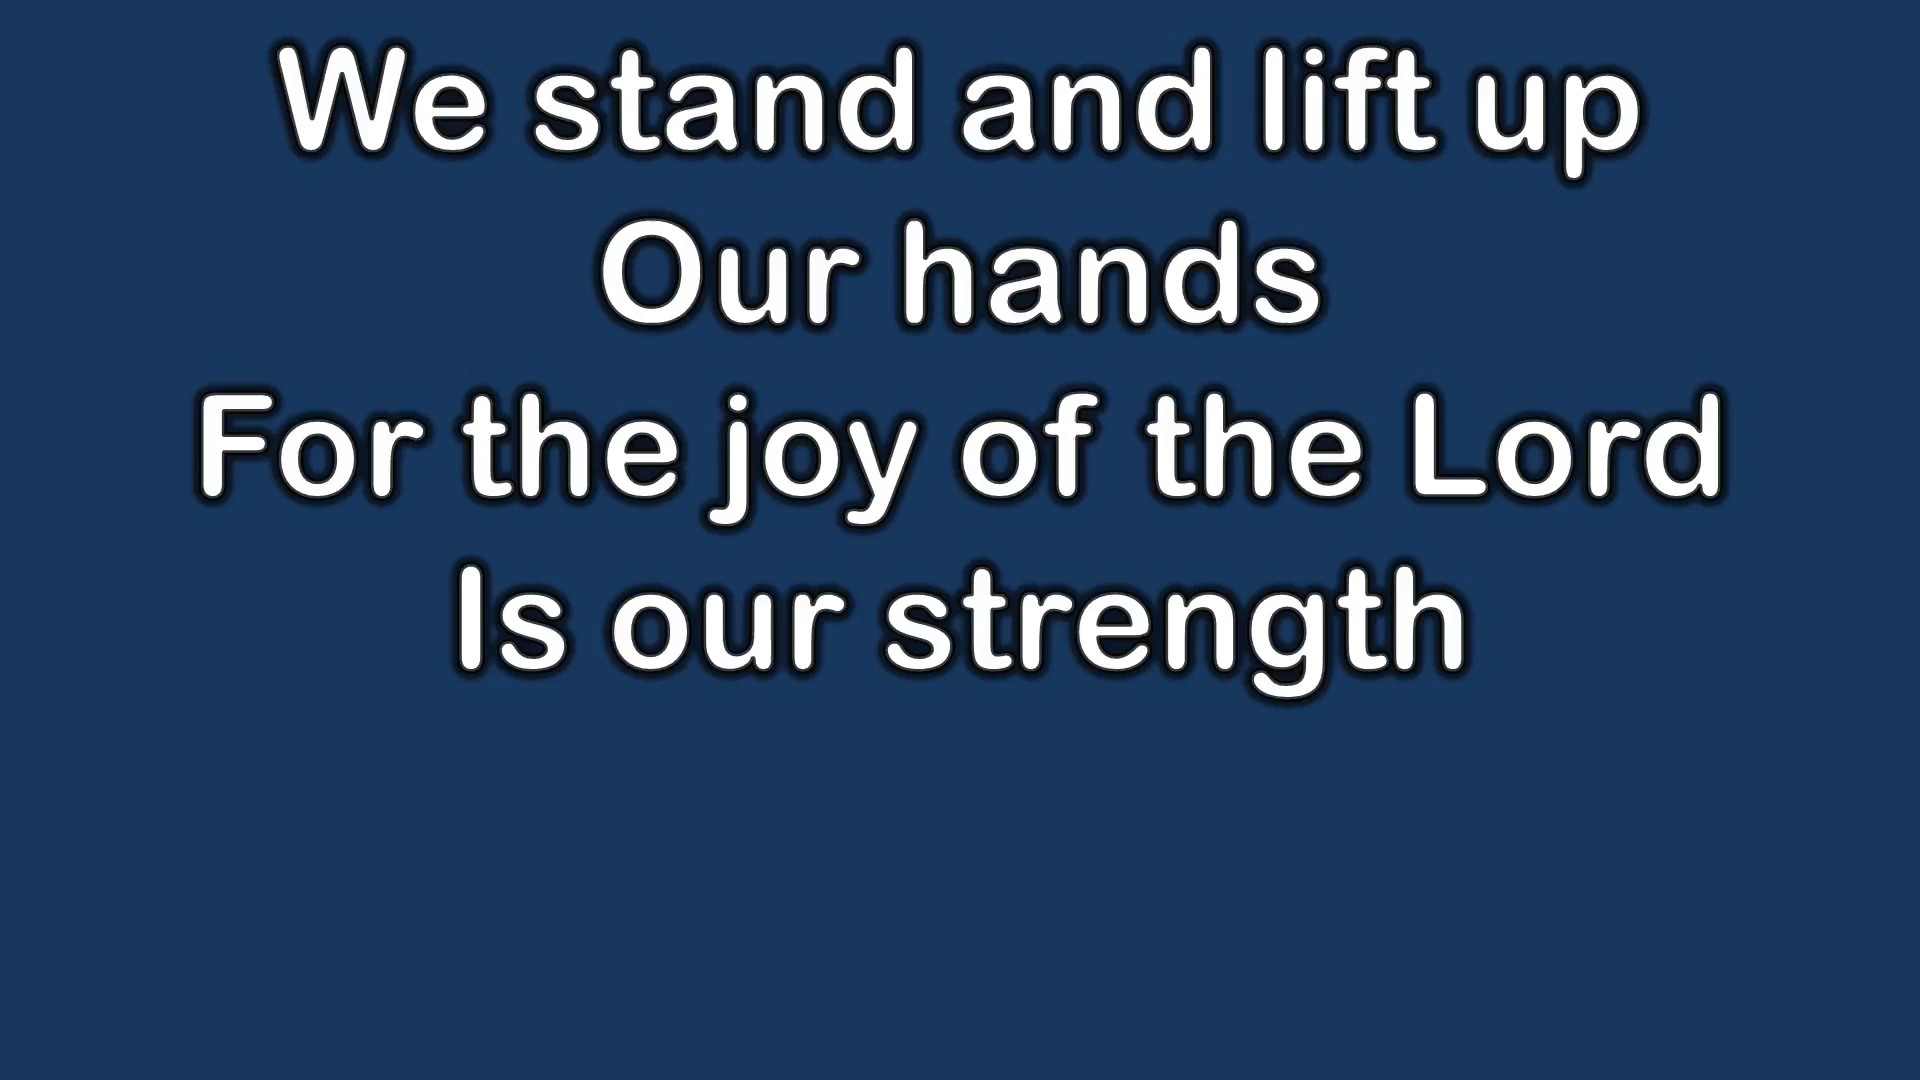 We stand and lift up
Our hands
For the joy of the Lord
Is our strength